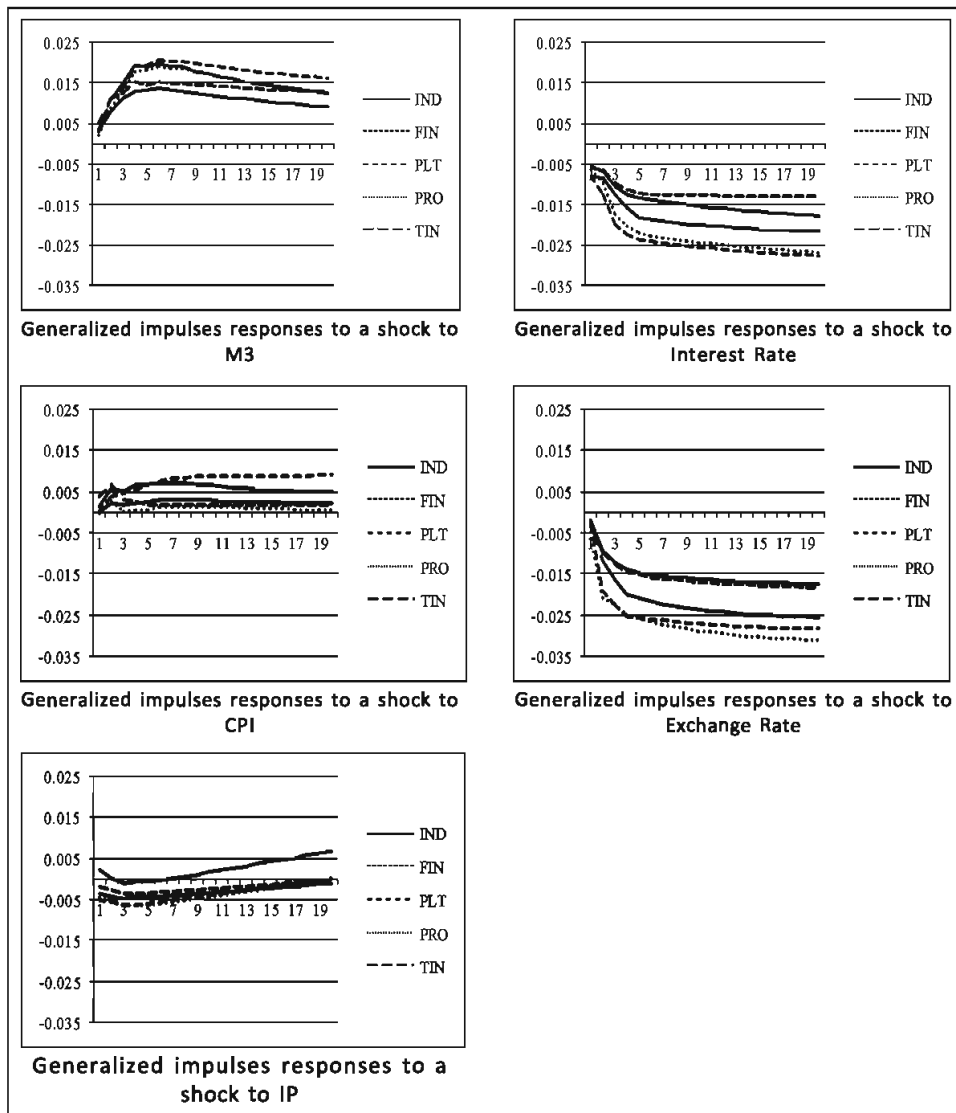 0.025
0.015
0.005
-0.005
-0.015
-0.025
-0.035
1 3 5 7 9 11 13 15 17 19
IND
FIN
PLT
PRO
TIN
Generalized impulses responses to a shock to
M3
0.025
0.015
0.005
-0.005
-0.015
-0.025
-0.035
1 3 5 7 9 11 13 15 17 19
IND
FIN
PLT
PRO
TIN
Generalized impulses responses to a shock to
Interest Rate
0.025
0.015
0.005
-0.005
-0.015
-0.025
-0.035
1 3 5 7 9 11 13 15 17 19
IND
FIN
PLT
PRO
TIN
Generalized impulses responses to a shock to
CPI
0.025
0.015
0.005
-0.005
-0.015
-0.025
-0.035
1 3 5 7 9 11 13 15 17 19
IND
FIN
PLT
PRO
TIN
Generalized impulses responses to a shock to
Exchange Rate
0.025
0.015
0.005
-0.005
-0.015
-0.025
-0.035
1 3 5 7 9 11 13 15 17 19
IND
FIN
PLT
PRO
TIN
Generalized impulses responses to a
shock to IP